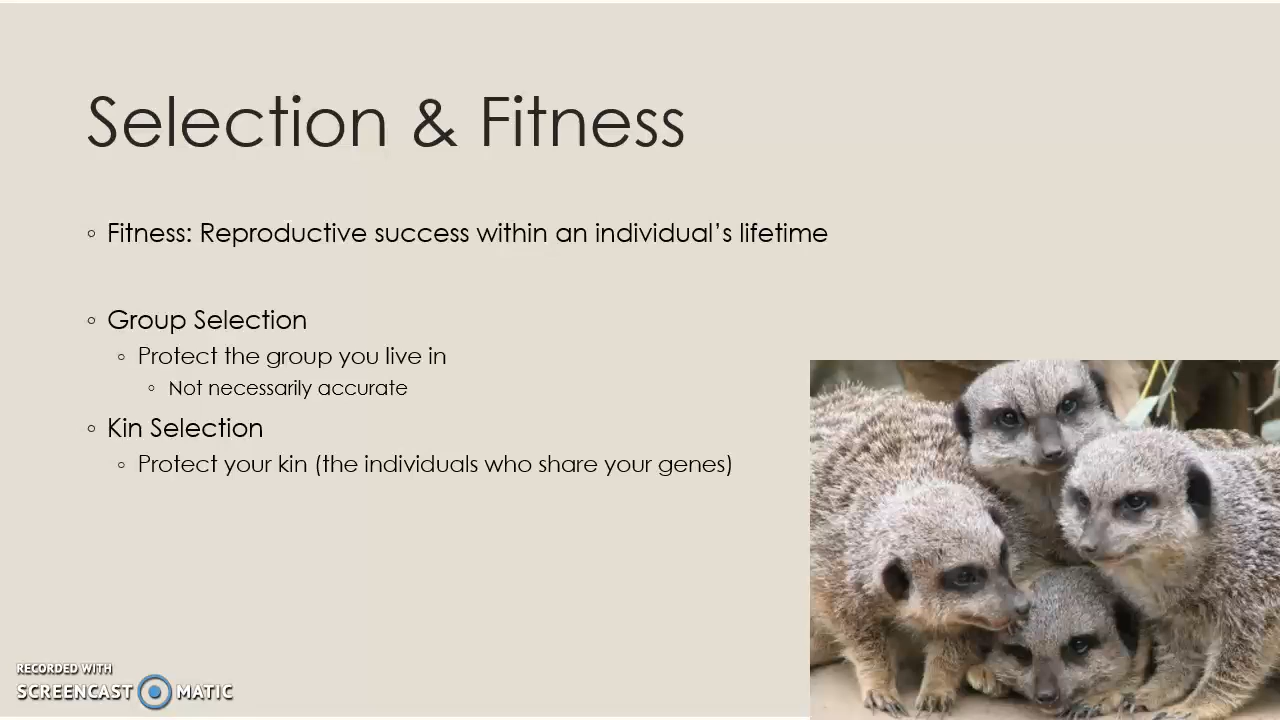 Selection & Fitness
◦ Fitness: Reproductive success within an individual’s lifetime
◦ Group Selection
◦ Protect the group you live in
◦ Not necessarily accurate
◦ Kin Selection
◦ Protect your kin (the individuals who share your genes)
RECORDED WITH
SCREENCAST MATIC